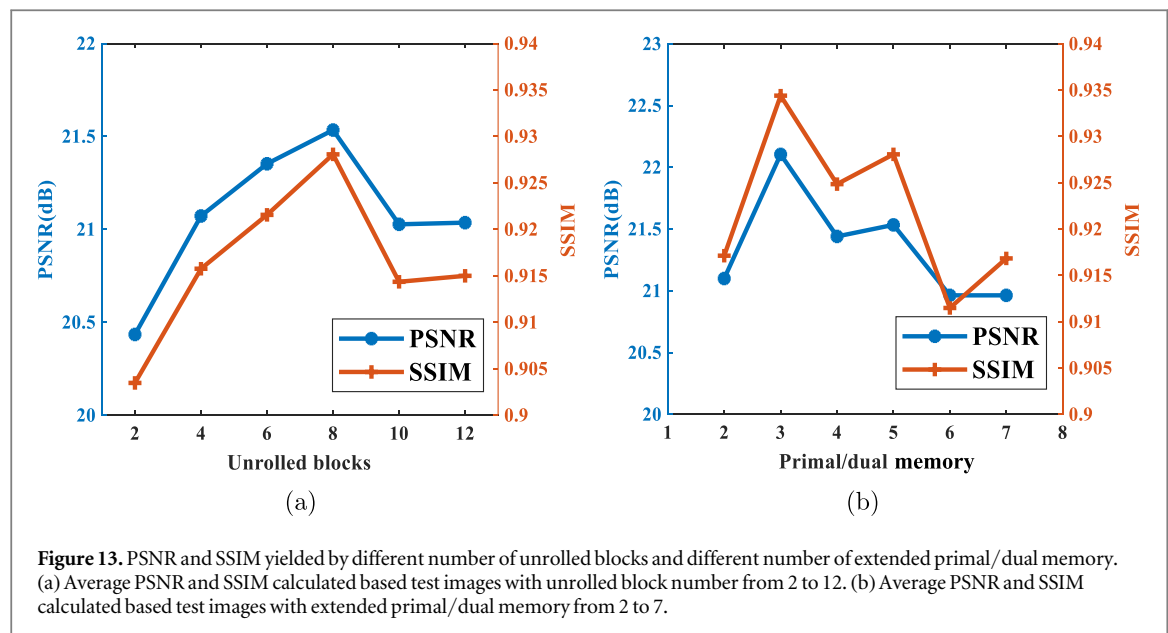 22
21.5
21
20.5
20
PSNR(dB)
0.94
0.935
0.93
0.925
0.92
0.915
0.91
0.905
0.9
SSIM
PSNR
SSIM
2 4 6 8 10 12
Unrolled blocks
(a)
23
22.5
22
21.5
21
20.5
20
PSNR(dB)
0.94
0.935
0.93
0.925
0.92
0.915
0.91
0.905
0.9
SSIM
PSNR
SSIM
1 2 3 4 5 6 7 8
Primal/dual memory
(b)
Figure 13. PSNR and SSIM yielded by different number of unrolled blocks and different number of extended primal/dual memory.
(a) Average PSNR and SSIM calculated based test images with unrolled block number from 2 to 12. (b) Average PSNR and SSIM
calculated based test images with extended primal/dual memory from 2 to 7.